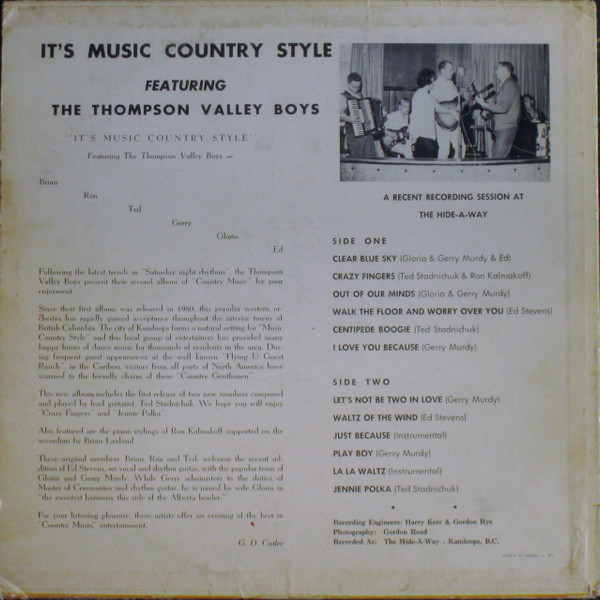 IT'S MUSIC COUNTRY STYLE
FEATURING
THE THOMPSON VALLEY BOYS
"IT'S MUSIC COUNTRY STYLE"
Featuring The Thompson Valley Boys —
Brian
Ron
Ted
Gerry
Gloria
Ed
Following the latest trends in "Saturday night rhythms", the Thompson
Valley Boys present their second album of "Country Music" for your
enjoyment.
Since their first album was released in 1960, this popular western or-
chestra has rapidly gained acceptance throughout the interior towns of
British Columbia. The city of Kamloops forms a natural setting for "Music
Country Style" and this local group of entertainers has provided many
happy hours of dance music for thousands of residents in the area. Dur-
ing frequent guest appearances at the well known "Flying U Guest
Ranch", in the Cariboo, visitors from all parts of North America have
warmed to the friendly charm of these "Country Gentlemen".
This new album includes the first release of two new numbers composed
and played by lead guitarist, Ted Stadnichuk. We hope you will enjoy
"Crazy Fingers" and "Jennie Polka".
Also featured are the piano stylings of Ron Kalmakoff supported on the
accordian by Brian
These original members, Brian, Ron and Ted, welcome the recent ad-
dition of Ed Stevens, on vocal and rhythm guitar, with the popular team of
Gloria and Gerry Murdy. While Gerry administers to the duties of
Master of Ceremonies and rhythm guitar, he is joined by wife Gloria in
"the sweetest harmony this side of the Alberta border."
For your listening pleasure, these artists offer an evening of the best in
"Country Music" entertainment.
G. D. Cutler
A RECENT RECORDING SESSION AT
THE HIDE-A-WAY
SIDE ONE
CLEAR BLUE SKY (Gloria & Gerry Murdy & Ed)
CRAZY FINGERS (Ted Stadnichuk & Ron Kalmakoff)
OUT OF OUR MINDS (Gloria & Gerry Murdy)
WALK THE FLOOR AND WORRY OVER YOU (Ed Stevens)
CENTIPEDE BOOGIE (Ted Stadnichuk)
I LOVE YOU BECAUSE (Gerry Murdy)
SIDE TWO
LET'S NOT BE TWO IN LOVE (Gerry Murdy)
WALTZ OF THE WIND (Ed Stevens)
JUST BECAUSE (Instrumental)
PLAY BOY (Gerry Murdy)
LA LA WALTZ (Instrumental)
JENNIE POLKA (Ted Stadnichuk)
* *
Recording Engineers: Harry Kerr & Gordon Rye
Photography: Gordon Read
Recorded At: The Hide-A-Way - Kamloops, B.C.